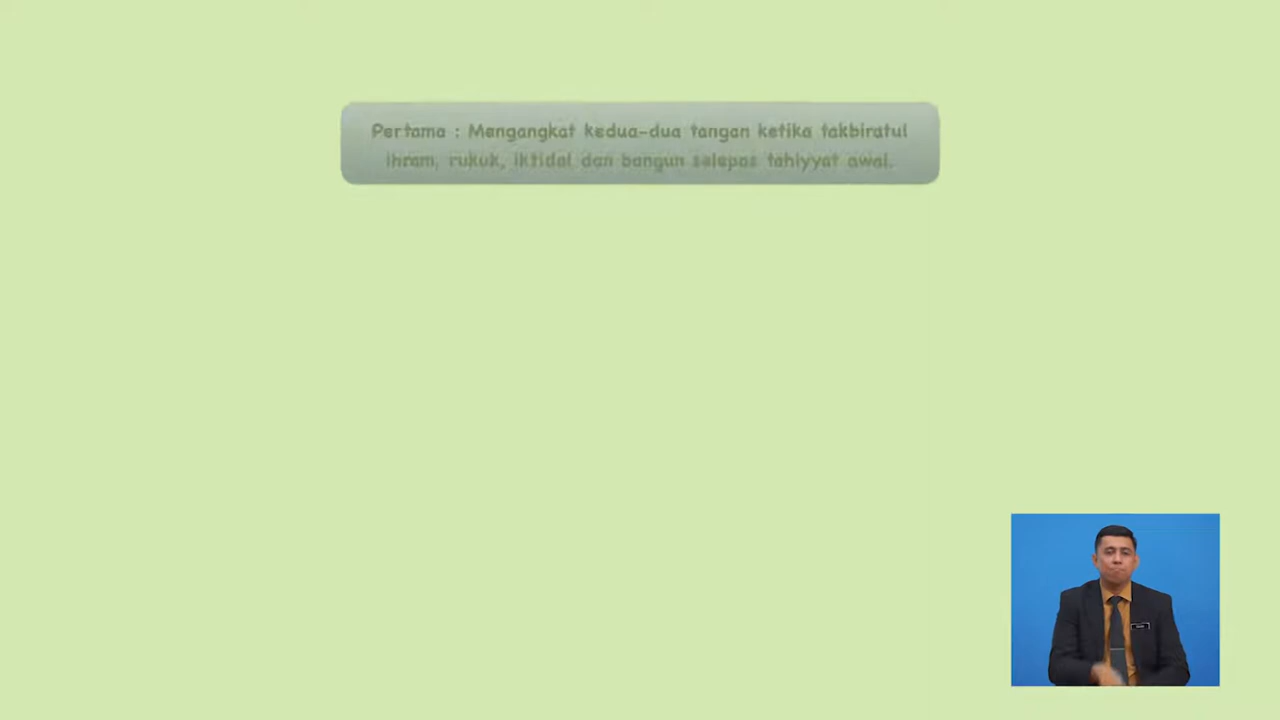 Pertama : Mengangkat kedua-dua tangan ketika takbiratul
ihram, rukuk, iktidal dan bangun selepas tahiyyat awal.